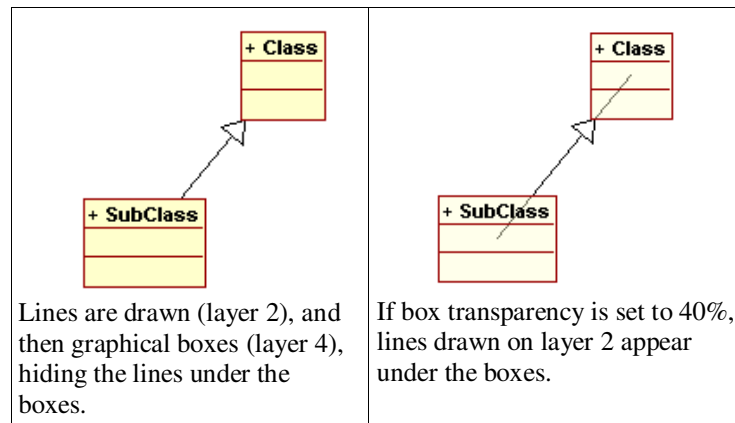 + Class
+ SubClass
Lines are drawn (layer 2), and
then graphical boxes (layer 4),
hiding the lines under the
boxes.
+ Class
+ SubClass
If box transparency is set to 40%,
lines drawn on layer 2 appear
under the boxes.